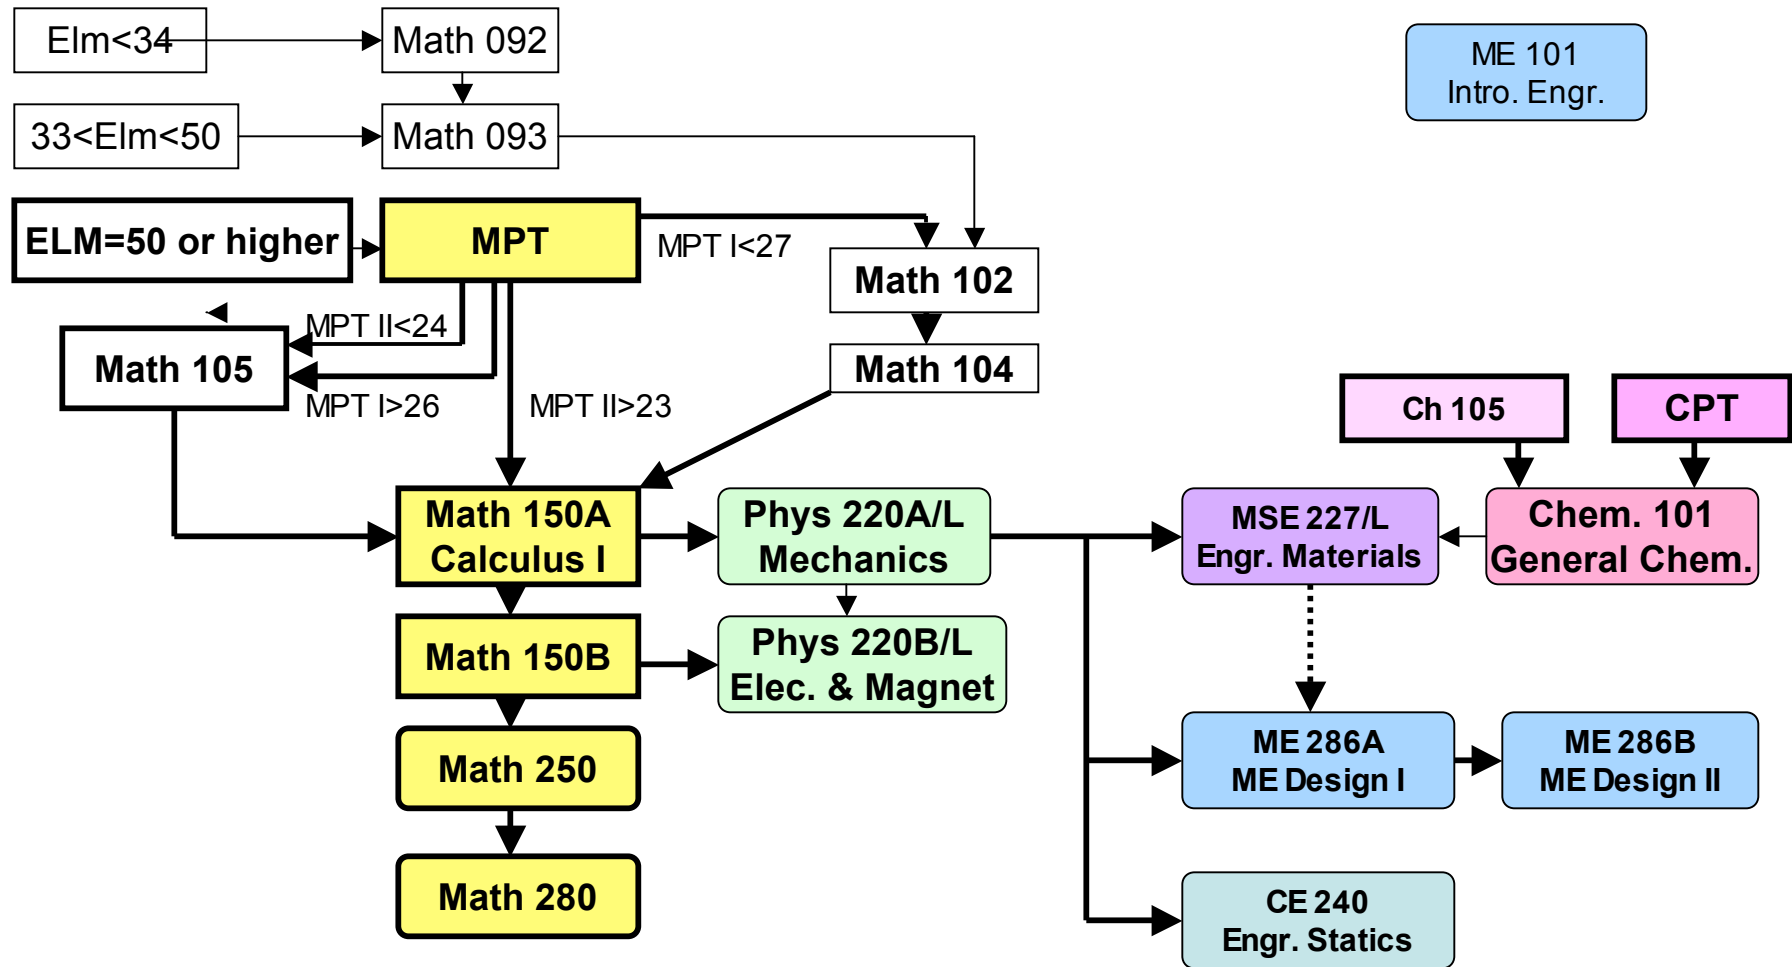 Elm<34
Math 092
ME 101
Intro. Engr.
33<Elm<50
Math 093
ELM=50 or higher
MPT
MPT I<27
Math 102
MPT II<24
Math 105
Math 104
MPT I>26
MPT II>23
Ch 105
CPT
Math 150A
Calculus I
Phys 220A/L
Mechanics
MSE 227/L
Engr. Materials
Chem. 101
General Chem.
Math 150B
Phys 220B/L
Elec. & Magnet
Math 250
ME 286A
ME Design I
ME 286B
ME Design II
Math 280
CE 240
Engr. Statics